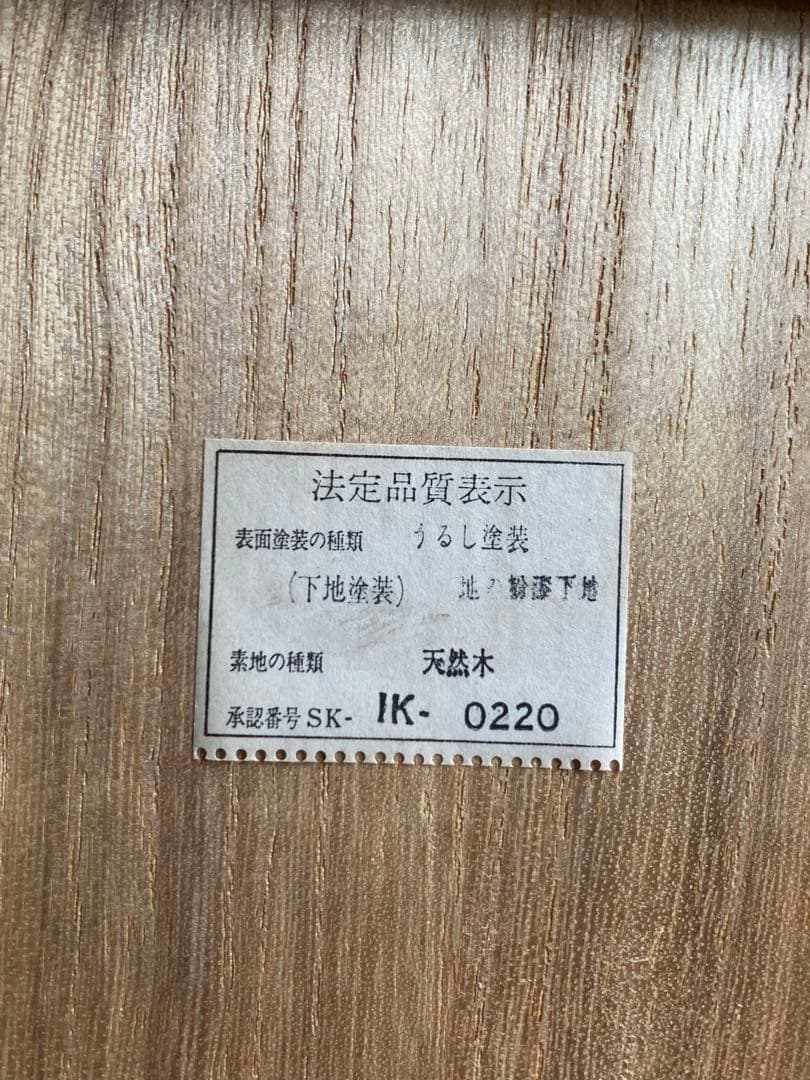 法定品質表示
表面塗装の種類 うるし塗装
(下地塗装) 地の粉漆下地
素地の種類 天然木
承認番号SK- IK- 0220